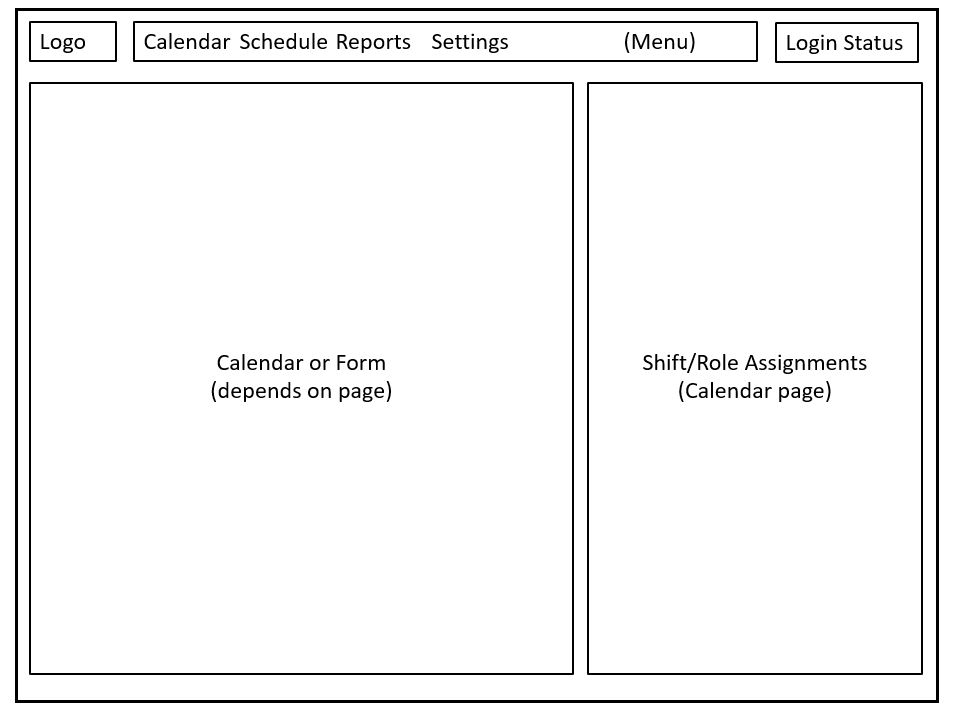 Logo
Calendar Schedule Reports Settings (Menu)
Login Status
Calendar or Form
(depends on page)
Shift/Role Assignments
(Calendar page)